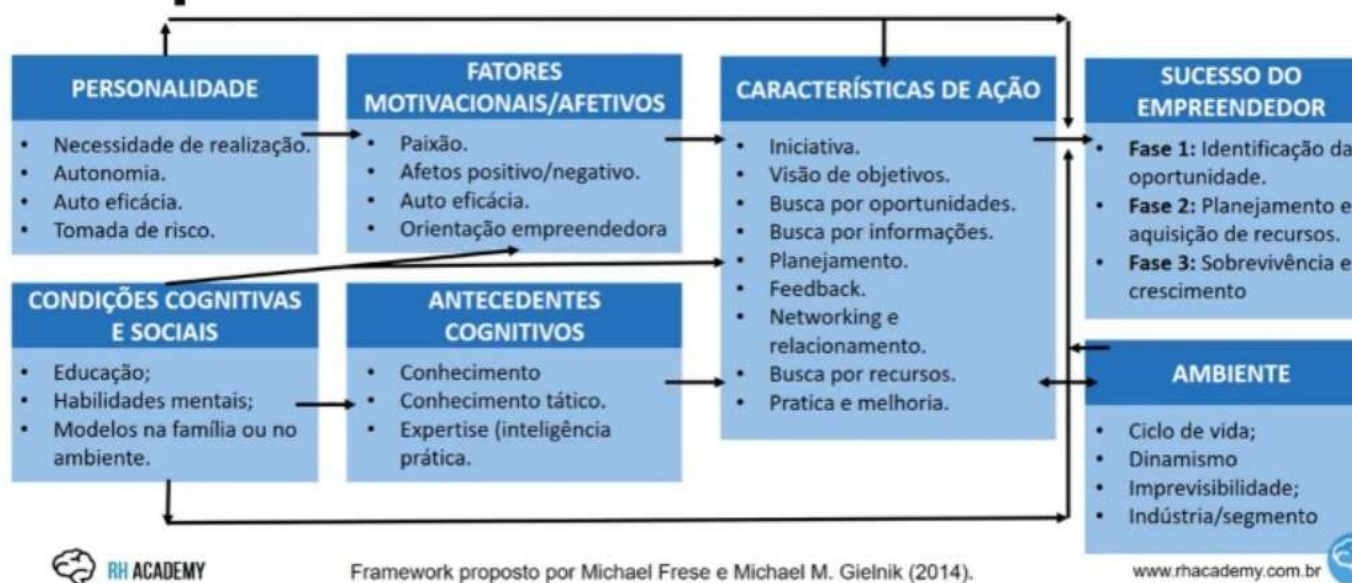 PERSONALIDADE
• Necessidade de realização.
• Autonomia.
• Auto eficácia.
• Tomada de risco.
FATORES
MOTIVACIONAIS/AFETIVOS
• Paixão.
• Afetos positivo/negativo.
• Auto eficácia.
• Orientação empreendedora
CARACTERÍSTICAS DE AÇÃO
• Iniciativa.
• Visão de objetivos.
• Busca por oportunidades.
• Busca por informações.
• Planejamento.
• Feedback.
• Networking e
relacionamento.
• Busca por recursos.
• Pratica e melhoria.
SUCESSO DO
EMPREENDEDOR
• Fase 1: Identificação da
oportunidade.
• Fase 2: Planejamento e
aquisição de recursos.
• Fase 3: Sobrevivência e
crescimento
CONDIÇÕES COGNITIVAS
E SOCIAIS
• Educação;
• Habilidades mentais;
• Modelos na família ou no
ambiente.
ANTECEDENTES
COGNITIVOS
• Conhecimento
• Conhecimento tático.
• Expertise (inteligência
prática.
AMBIENTE
• Ciclo de vida;
• Dinamismo
• Imprevisibilidade;
• Indústria/segmento
RH ACADEMY
Framework proposto por Michael Frese e Michael M. Gielnik (2014).
www.rhacademy.com.br